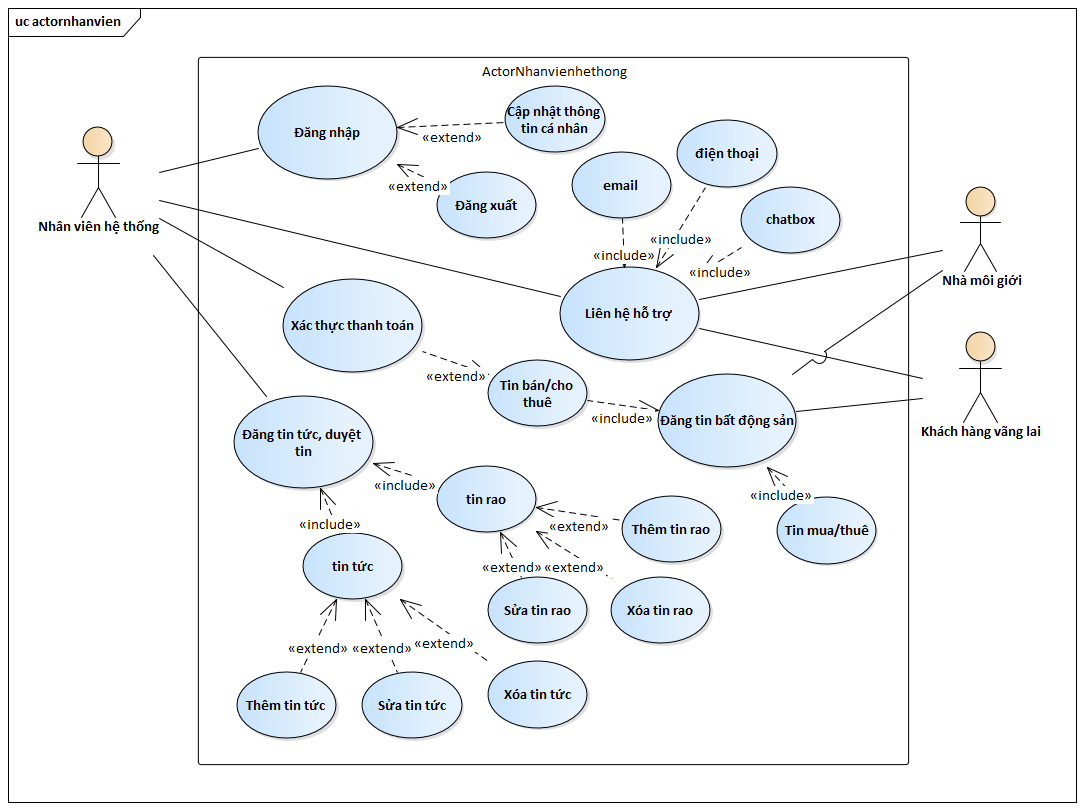 uc actornhanvien
ActorNhanvienhethong
Đăng nhập
Cập nhật thông
tin cá nhân
«extend»
Đăng xuất
«extend»
điện thoại
email
chatbox
«include»
«include»
«include»
Nhân viên hệ thống
Nhà môi giới
Liên hệ hỗ trợ
Xác thực thanh toán
«extend»
Tin bán/cho
thuê
«include»
Đăng tin bất động sản
Khách hàng vãng lai
Đăng tin tức, duyệt
tin
«include»
tin rao
«include»
«include»
Tin mua/thuê
«extend»
Thêm tin rao
tin tức
«extend»
«extend»
Sửa tin rao
Xóa tin rao
«extend»
«extend»
«extend»
Thêm tin tức
Sửa tin tức
Xóa tin tức